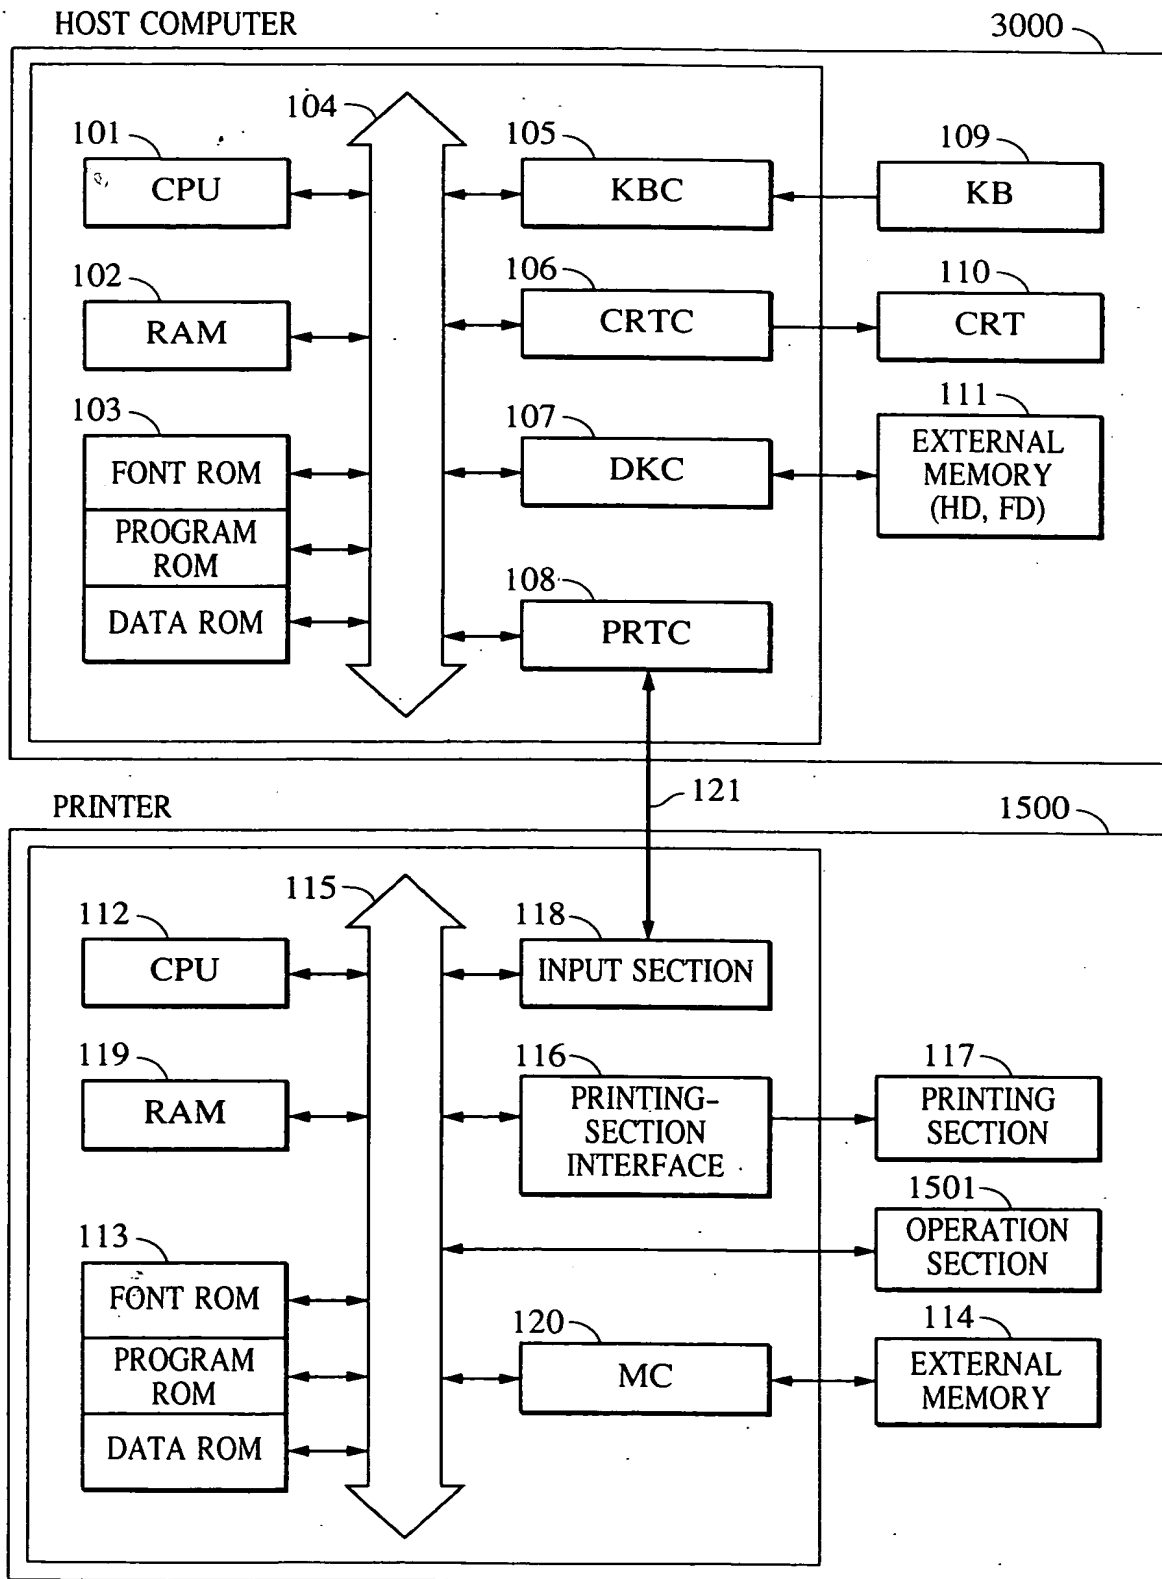 HOST COMPUTER
3000
104
101
CPU
105
KBC
109
KB
102
RAM
106
CRTC
110
CRT
103
FONT ROM
PROGRAM
ROM
DATA ROM
107
DKC
111
EXTERNAL
MEMORY
(HD, FD)
108
PRTC
121
PRINTER
1500
115
112
CPU
118
INPUT SECTION
119
RAM
116
PRINTING-
SECTION
INTERFACE
117
PRINTING
SECTION
1501
OPERATION
SECTION
113
FONT ROM
PROGRAM
ROM
DATA ROM
120
MC
114
EXTERNAL
MEMORY